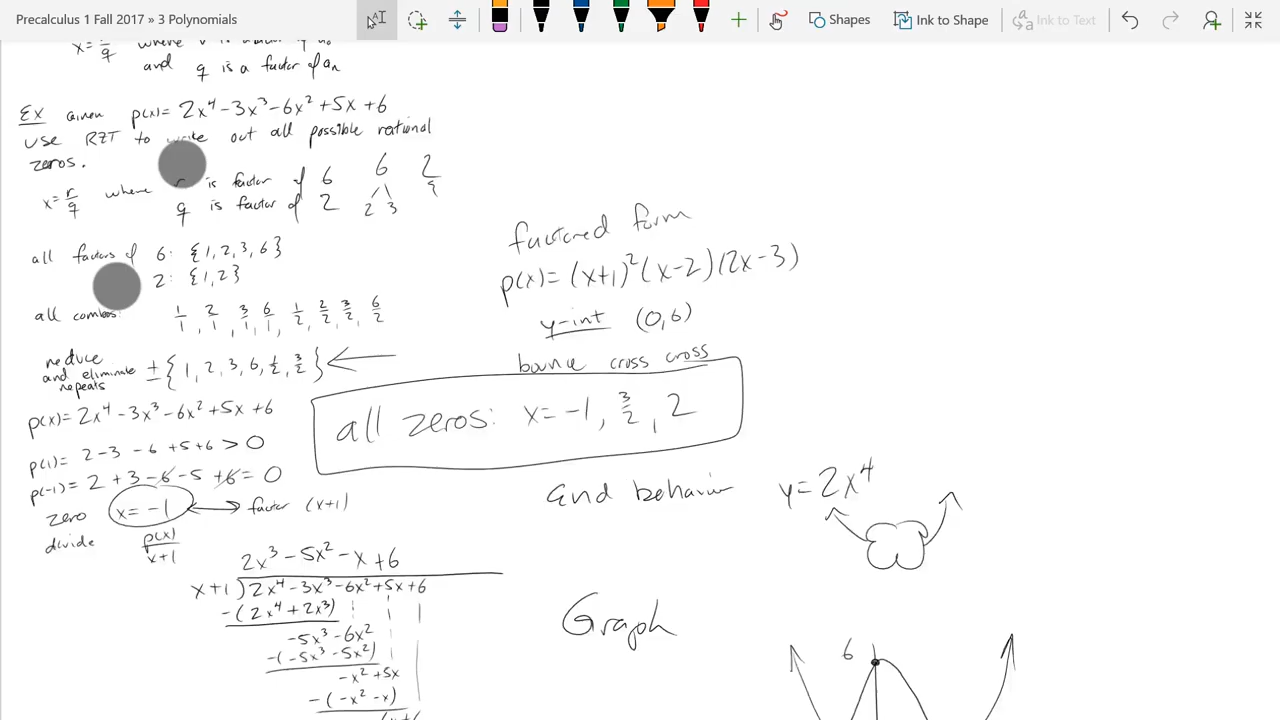 Precalculus 1 Fall 2017 » 3 Polynomials
Shapes
Ink to Shape
Ink to Text
x = r/q where r is a factor of a₀
and q is a factor of aₙ
Ex Given p(x) = 2x⁴ - 3x³ - 6x² + 5x + 6
use RZT to write out all possible rational
zeros.
x = r/q where r is factor of 6
q is factor of 2
6 2
2 3
all factors of 6: {1, 2, 3, 6}
2: {1, 2}
all combos: 1/1, 2/1, 3/1, 6/1, 1/2, 2/2, 3/2, 6/2
reduce
and eliminate
repeats
± {1, 2, 3, 6, 1/2, 3/2}
p(x) = 2x⁴ - 3x³ - 6x² + 5x + 6
p(1) = 2 - 3 - 6 + 5 + 6 > 0
p(-1) = 2 + 3 - 6 - 5 + 6 = 0
zero x = -1 ↔ factor (x+1)
divide p(x)/x+1
2x³ - 5x² - x + 6
x+1 ) 2x⁴ - 3x³ - 6x² + 5x + 6
-(2x⁴ + 2x³)
-5x³ - 6x²
-(-5x³ - 5x²)
-x² + 5x
-(-x² - x)
factored form
p(x) = (x+1)²(x-2)(2x-3)
y-int (0,6)
bounce cross cross
all zeros: x = -1, 3/2, 2
end behavior y = 2x⁴
Graph
6